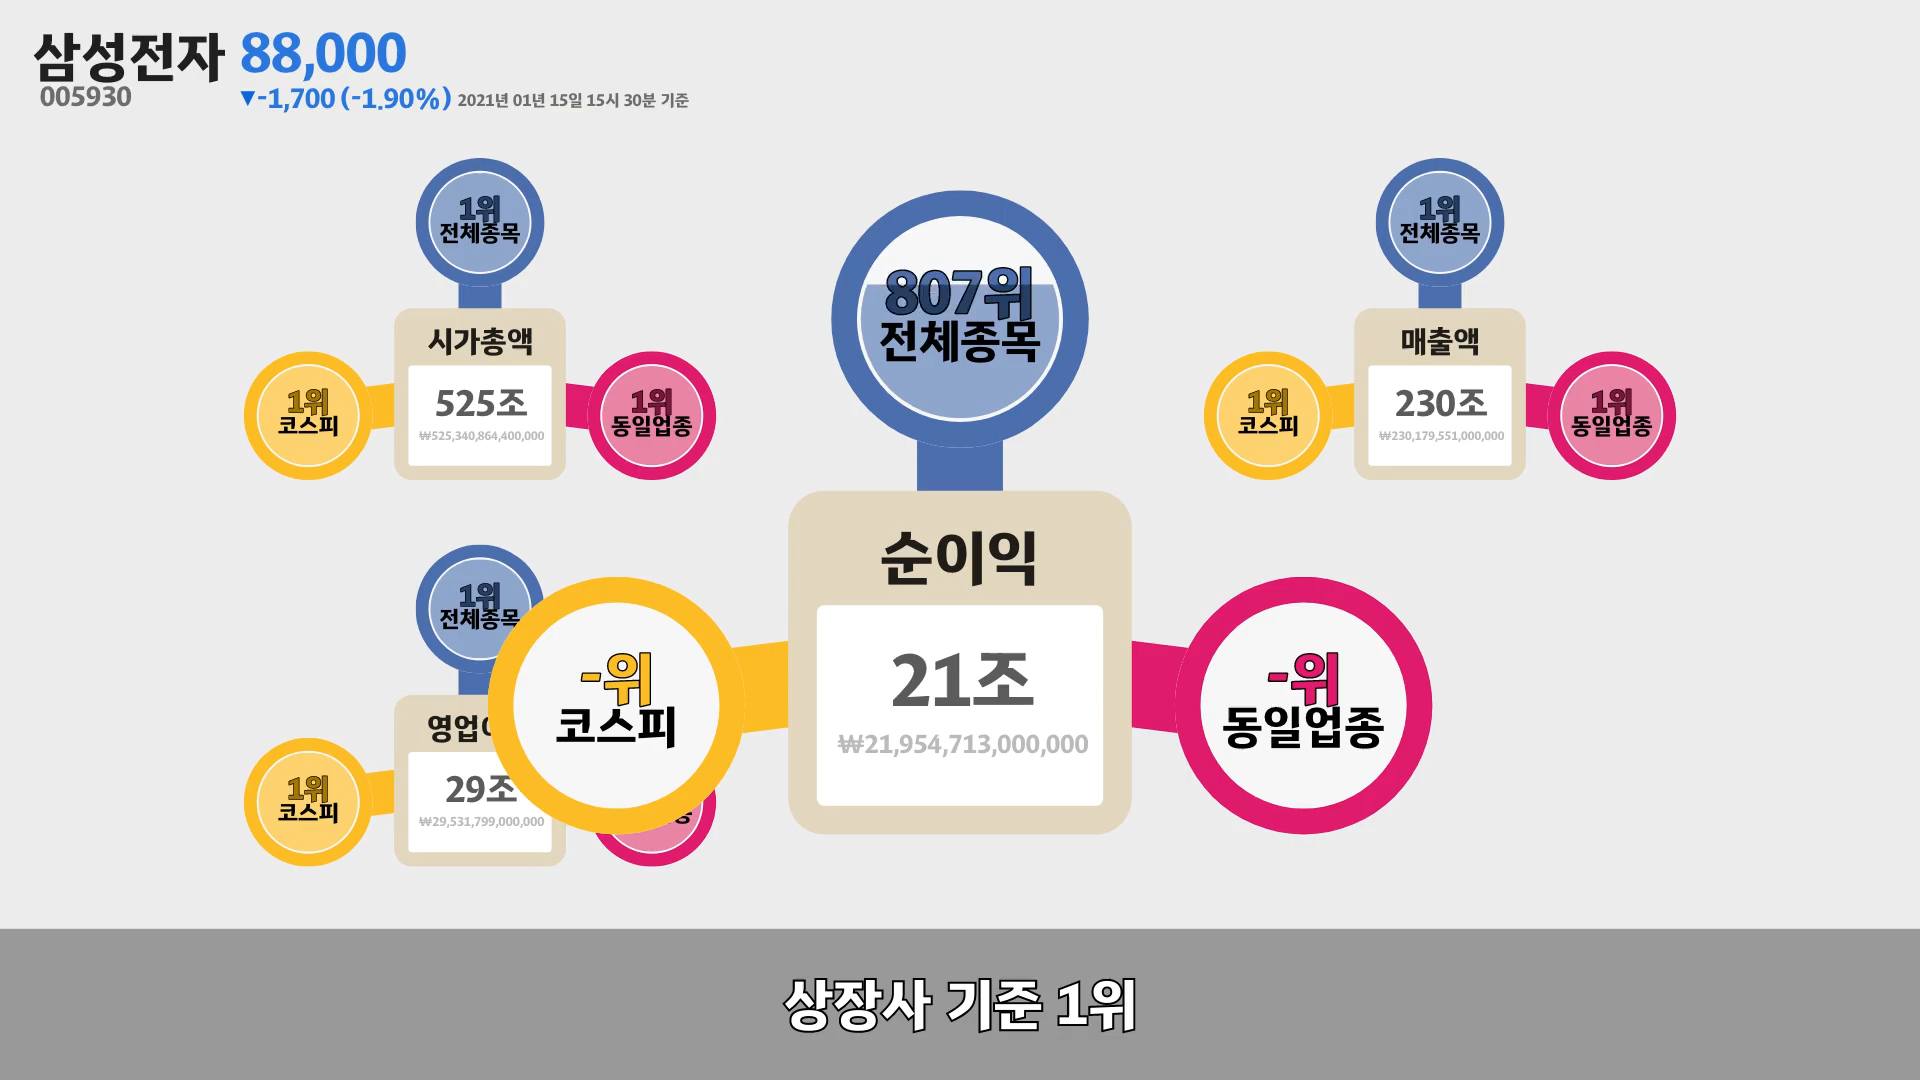 삼성전자 88,000
005930
▼-1,700 (-1.90%) 2021년 01년 15일 15시 30분 기준
1위
전체종목
시가총액
525조
₩525,340,864,400,000
1위
코스피
1위
동일업종
807위
전체종목
순이익
21조
₩21,954,713,000,000
-위
코스피
-위
동일업종
1위
전체종목
매출액
230조
₩230,179,551,000,000
1위
코스피
1위
동일업종
1위
전체종목
영업
29조
₩29,531,799,000,000
1위
코스피
상장사 기준 1위